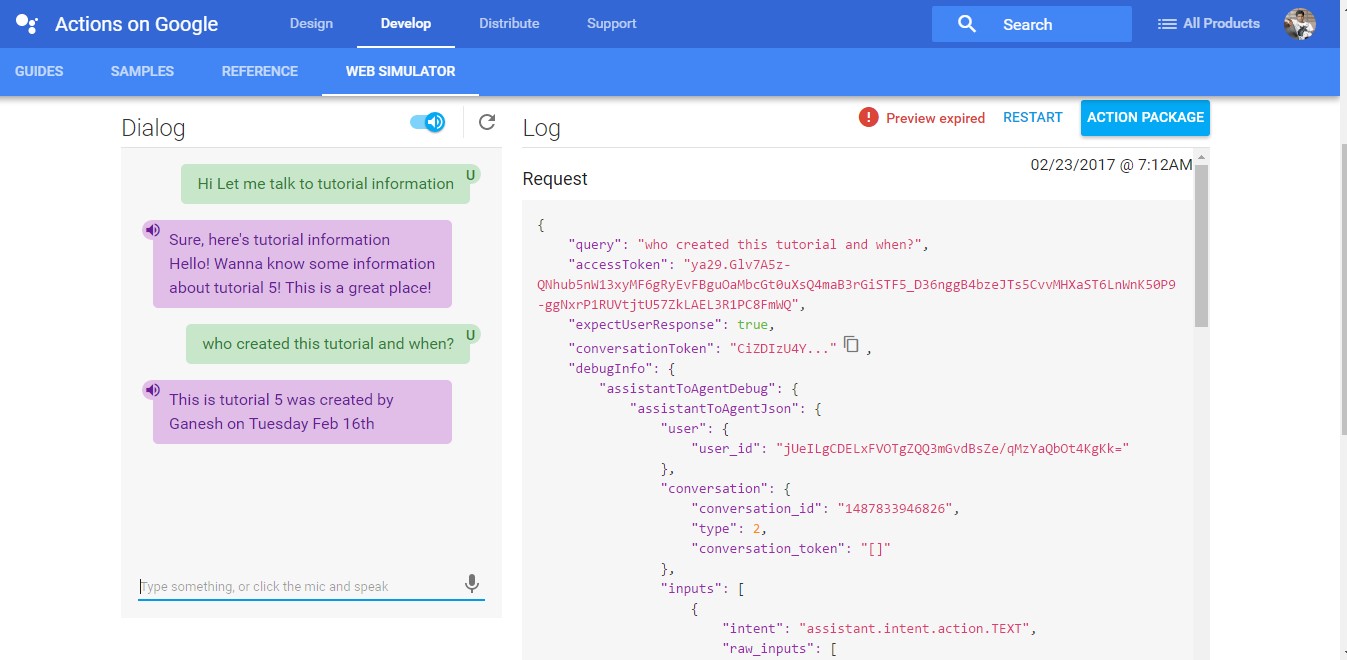 Actions on Google
Design
Develop
Distribute
Support
Search
All Products
GUIDES
SAMPLES
REFERENCE
WEB SIMULATOR
Dialog
Hi Let me talk to tutorial information
U
Sure, here's tutorial information
Hello! Wanna know some information
about tutorial 5! This is a great place!
who created this tutorial and when?
U
This is tutorial 5 was created by
Ganesh on Tuesday Feb 16th
Type something, or click the mic and speak
Log
Preview expired
RESTART
ACTION PACKAGE
02/23/2017 @ 7:12AM
Request
{
"query": "who created this tutorial and when?",
"accessToken": "ya29.Glv7A5z-
QNhub5nW13xyMF6gRyEvFBguOaMbcGt0uXsQ4maB3rGiSTF5_D36nggB4bzeJTs5CvvMHXaST6LnWnK50P9
-ggNxrP1RUVtjtU57ZkLAEL3R1PC8FmWQ",
"expectUserResponse": true,
"conversationToken": "CiZDIzU4Y..." ,
"debugInfo": {
"assistantToAgentDebug": {
"assistantToAgentJson": {
"user": {
"user_id": "jUeILgCDELxFVOTgZQQ3mGvdBsZe/qMzYaQbOt4KgKk="
},
"conversation": {
"conversation_id": "1487833946826",
"type": 2,
"conversation_token": "[]"
},
"inputs": [
{
"intent": "assistant.intent.action.TEXT",
"raw_inputs": [